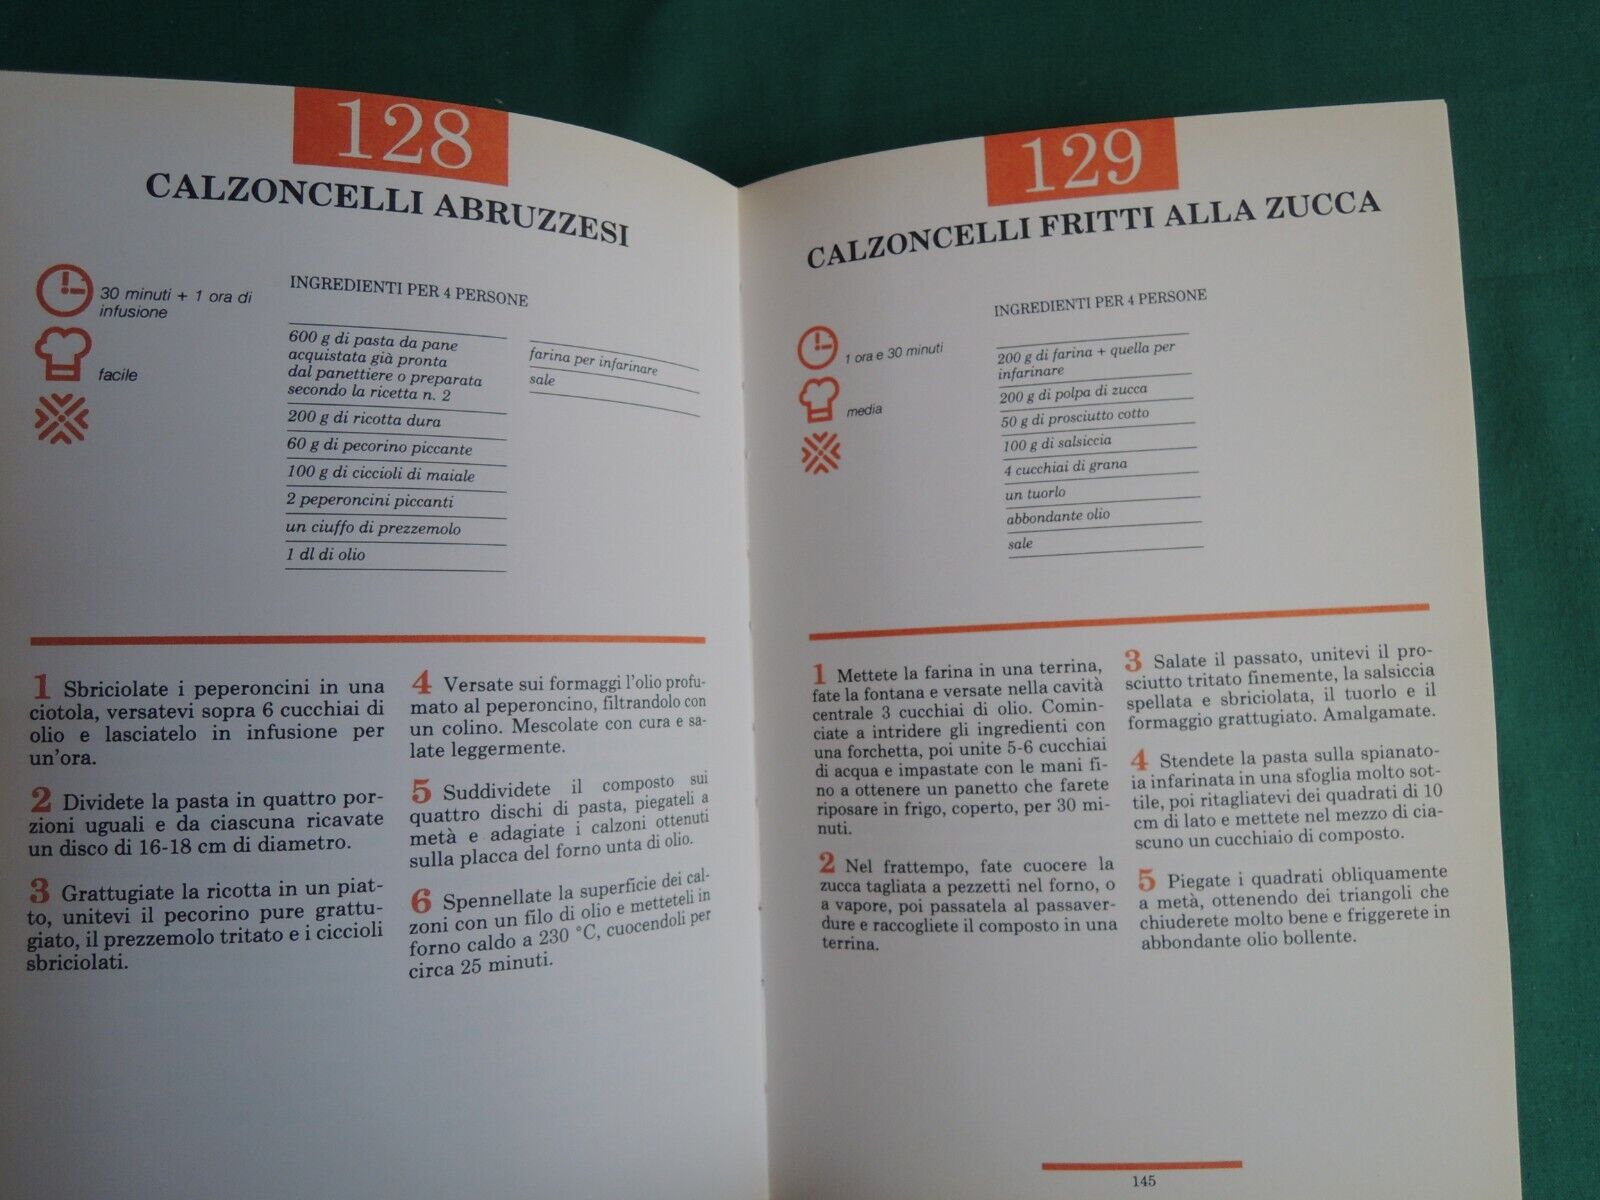 128
CALZONCELLI ABRUZZESI
30 minuti + 1 ora di
infusione
facile
INGREDIENTI PER 4 PERSONE
600 g di pasta da pane
acquistata già pronta
dal panettiere o preparata
secondo la ricetta n. 2
200 g di ricotta dura
60 g di pecorino piccante
100 g di ciccioli di maiale
2 peperoncini piccanti
un ciuffo di prezzemolo
1 dl di olio
farina per infarinare
sale
1 Sbriciolate i peperoncini in una
ciotola, versatevi sopra 6 cucchiai di
olio e lasciatelo in infusione per
un'ora.
2 Dividete la pasta in quattro por-
zioni uguali e da ciascuna ricavate
un disco di 16-18 cm di diametro.
3 Grattugiate la ricotta in un piat-
to, unitevi il pecorino pure grattu-
giato, il prezzemolo tritato e i ciccioli
sbriciolati.
4 Versate sui formaggi l'olio profu-
mato al peperoncino, filtrandolo con
un colino. Mescolate con cura e sa-
late leggermente.
5 Suddividete il composto sui
quattro dischi di pasta, piegateli a
metà e adagiate i calzoni ottenuti
sulla placca del forno unta di olio.
6 Spennellate la superficie dei cal-
zoni con un filo di olio e metteteli in
forno caldo a 230 °C, cuocendoli per
circa 25 minuti.
129
CALZONCELLI FRITTI ALLA ZUCCA
1 ora e 30 minuti
media
INGREDIENTI PER 4 PERSONE
200 g di farina + quella per
infarinare
200 g di polpa di zucca
50 g di prosciutto cotto
100 g di salsiccia
4 cucchiai di grana
un tuorlo
abbondante olio
sale
1 Mettete la farina in una terrina,
fate la fontana e versate nella cavità
centrale 3 cucchiai di olio. Comin-
ciate a intridere gli ingredienti con
una forchetta, poi unite 5-6 cucchiai
di acqua e impastate con le mani fi-
no a ottenere un panetto che farete
riposare in frigo, coperto, per 30 mi-
nuti.
2 Nel frattempo, fate cuocere la
zucca tagliata a pezzetti nel forno, o
a vapore, poi passatela al passaver-
dure e raccogliete il composto in una
terrina.
3 Salate il passato, unitevi il pro-
sciutto tritato finemente, la salsiccia
spellata e sbriciolata, il tuorlo e il
formaggio grattugiato. Amalgamate.
4 Stendete la pasta sulla spianato-
ia infarinata in una sfoglia molto sot-
tile, poi ritagliatevi dei quadrati di 10
cm di lato e mettete nel mezzo di cia-
scuno un cucchiaio di composto.
5 Piegate i quadrati obliquamente
a metà, ottenendo dei triangoli che
chiuderete molto bene e friggerete in
abbondante olio bollente.
145